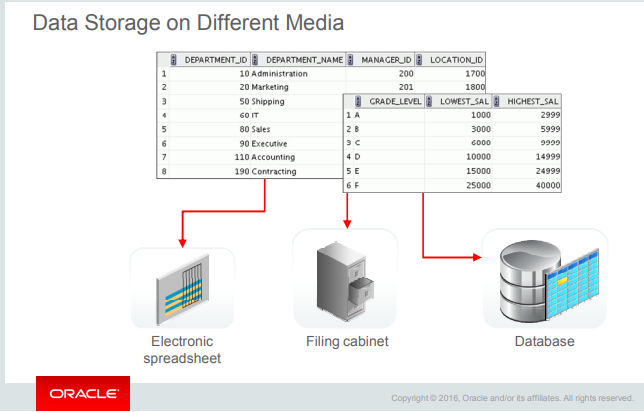 Data Storage on Different Media
DEPARTMENT_ID DEPARTMENT_NAME MANAGER_ID LOCATION_ID
1 10 Administration 200 1700
2 20 Marketing 201 1800
3 50 Shipping
4 60 IT
5 80 Sales
6 90 Executive
7 110 Accounting
8 190 Contracting
GRADE_LEVEL LOWEST_SAL HIGHEST_SAL
1 A 1000 2999
2 B 3000 5999
3 C 6000 9999
4 D 10000 14999
5 E 15000 24999
6 F 25000 40000
Electronic
spreadsheet
Filing cabinet
Database
ORACLE
Copyright © 2016, Oracle and/or its affiliates. All rights reserved.